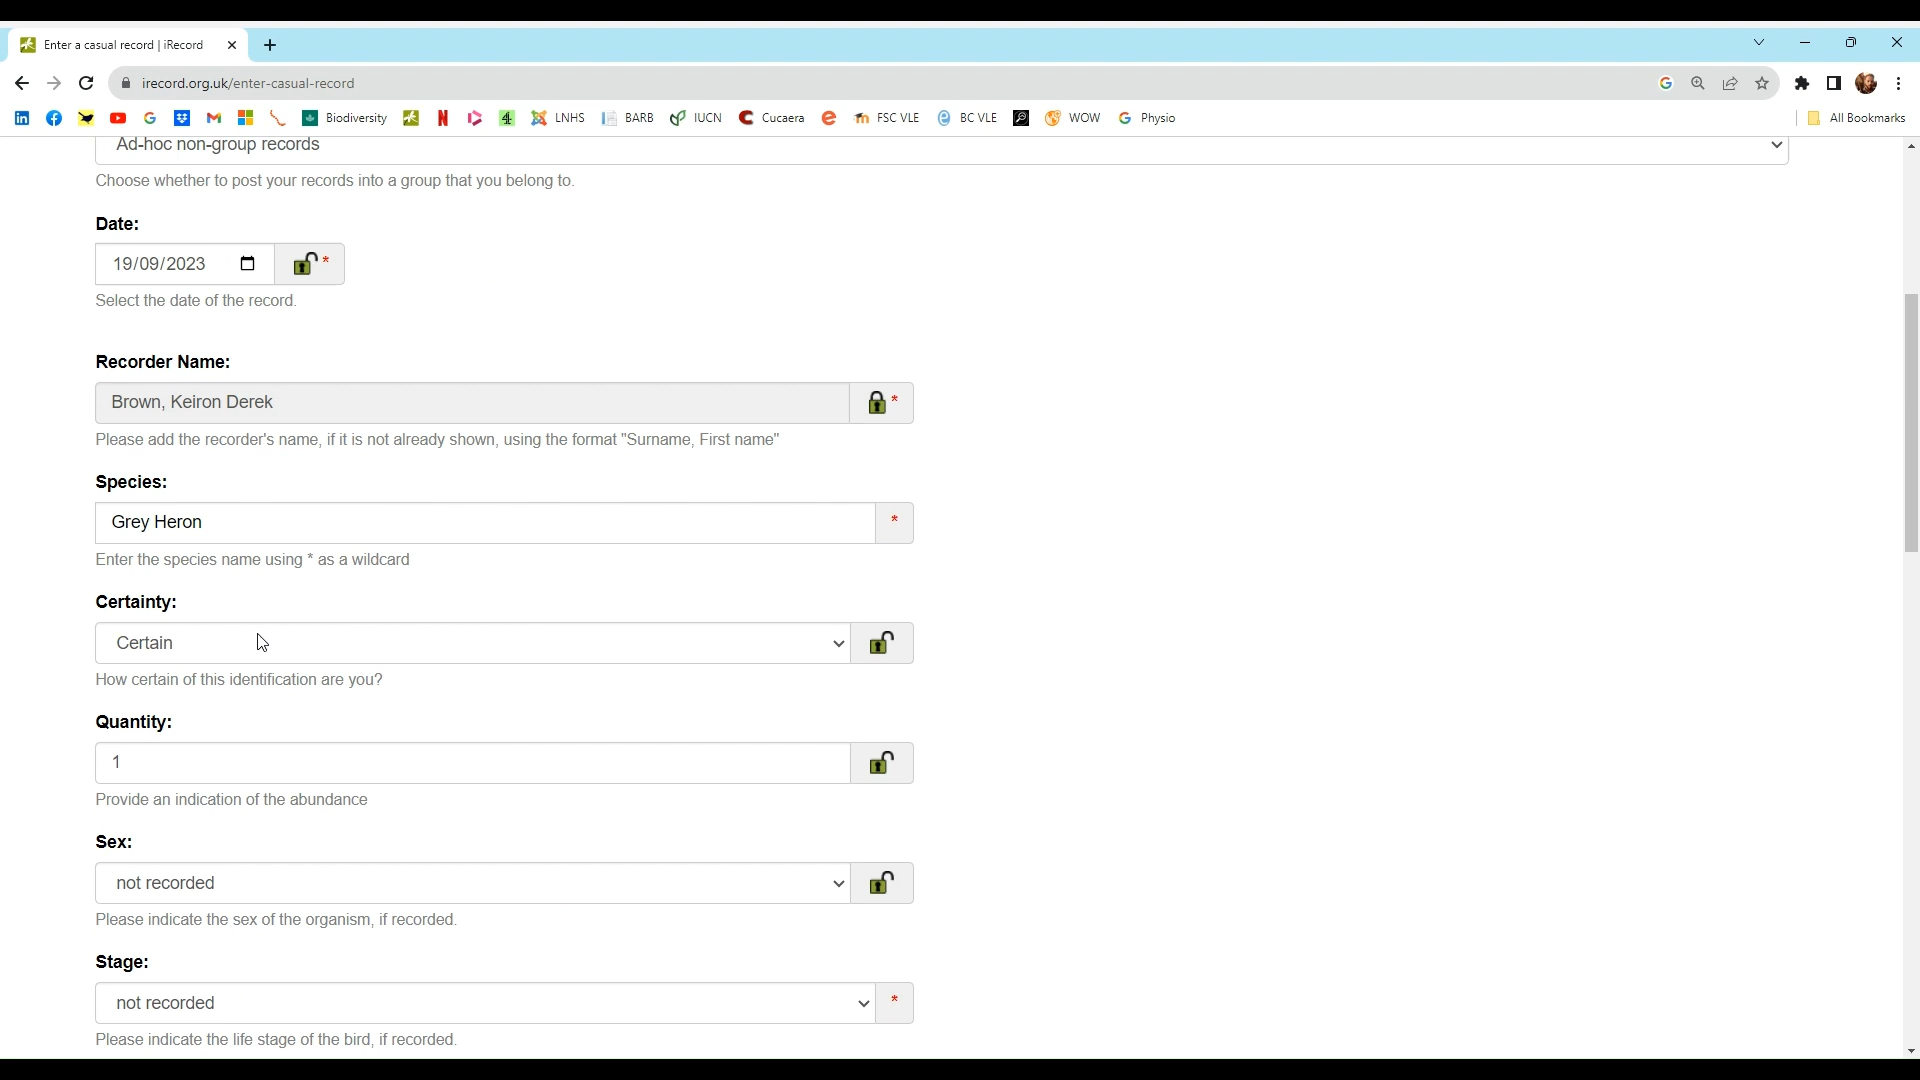 Enter a casual record | iRecord
irecord.org.uk/enter-casual-record
Biodiversity LNHS BARB IUCN Cucaera FSC VLE BC VLE WOW Physio All Bookmarks
Ad-hoc non-group records
Choose whether to post your records into a group that you belong to.
Date:
19/09/2023 *
Select the date of the record.
Recorder Name:
Brown, Keiron Derek *
Please add the recorder's name, if it is not already shown, using the format "Surname, First name"
Species:
Grey Heron *
Enter the species name using * as a wildcard
Certainty:
Certain
How certain of this identification are you?
Quantity:
1
Provide an indication of the abundance
Sex:
not recorded
Please indicate the sex of the organism, if recorded.
Stage:
not recorded *
Please indicate the life stage of the bird, if recorded.